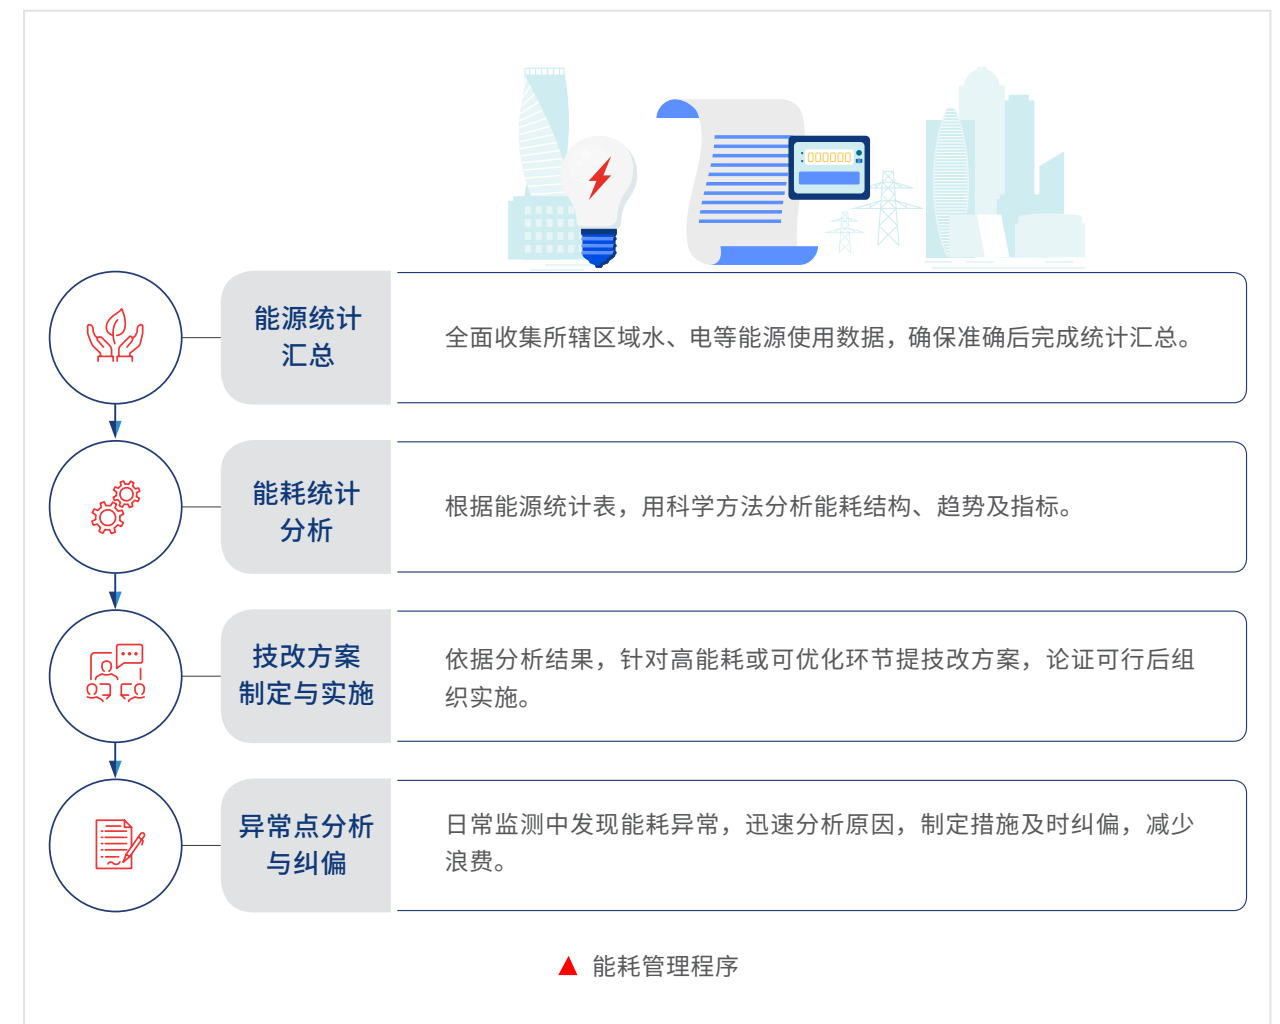 能源统计
汇总
全面收集所辖区域水、电等能源使用数据，确保准确后完成统计汇总。
能耗统计
分析
根据能源统计表，用科学方法分析能耗结构、趋势及指标。
技改方案
制定与实施
依据分析结果，针对高能耗或可优化环节提技改方案，论证可行后组
织实施。
异常点分析
与纠偏
日常监测中发现能耗异常，迅速分析原因，制定措施及时纠偏，减少
浪费。
▲ 能耗管理程序